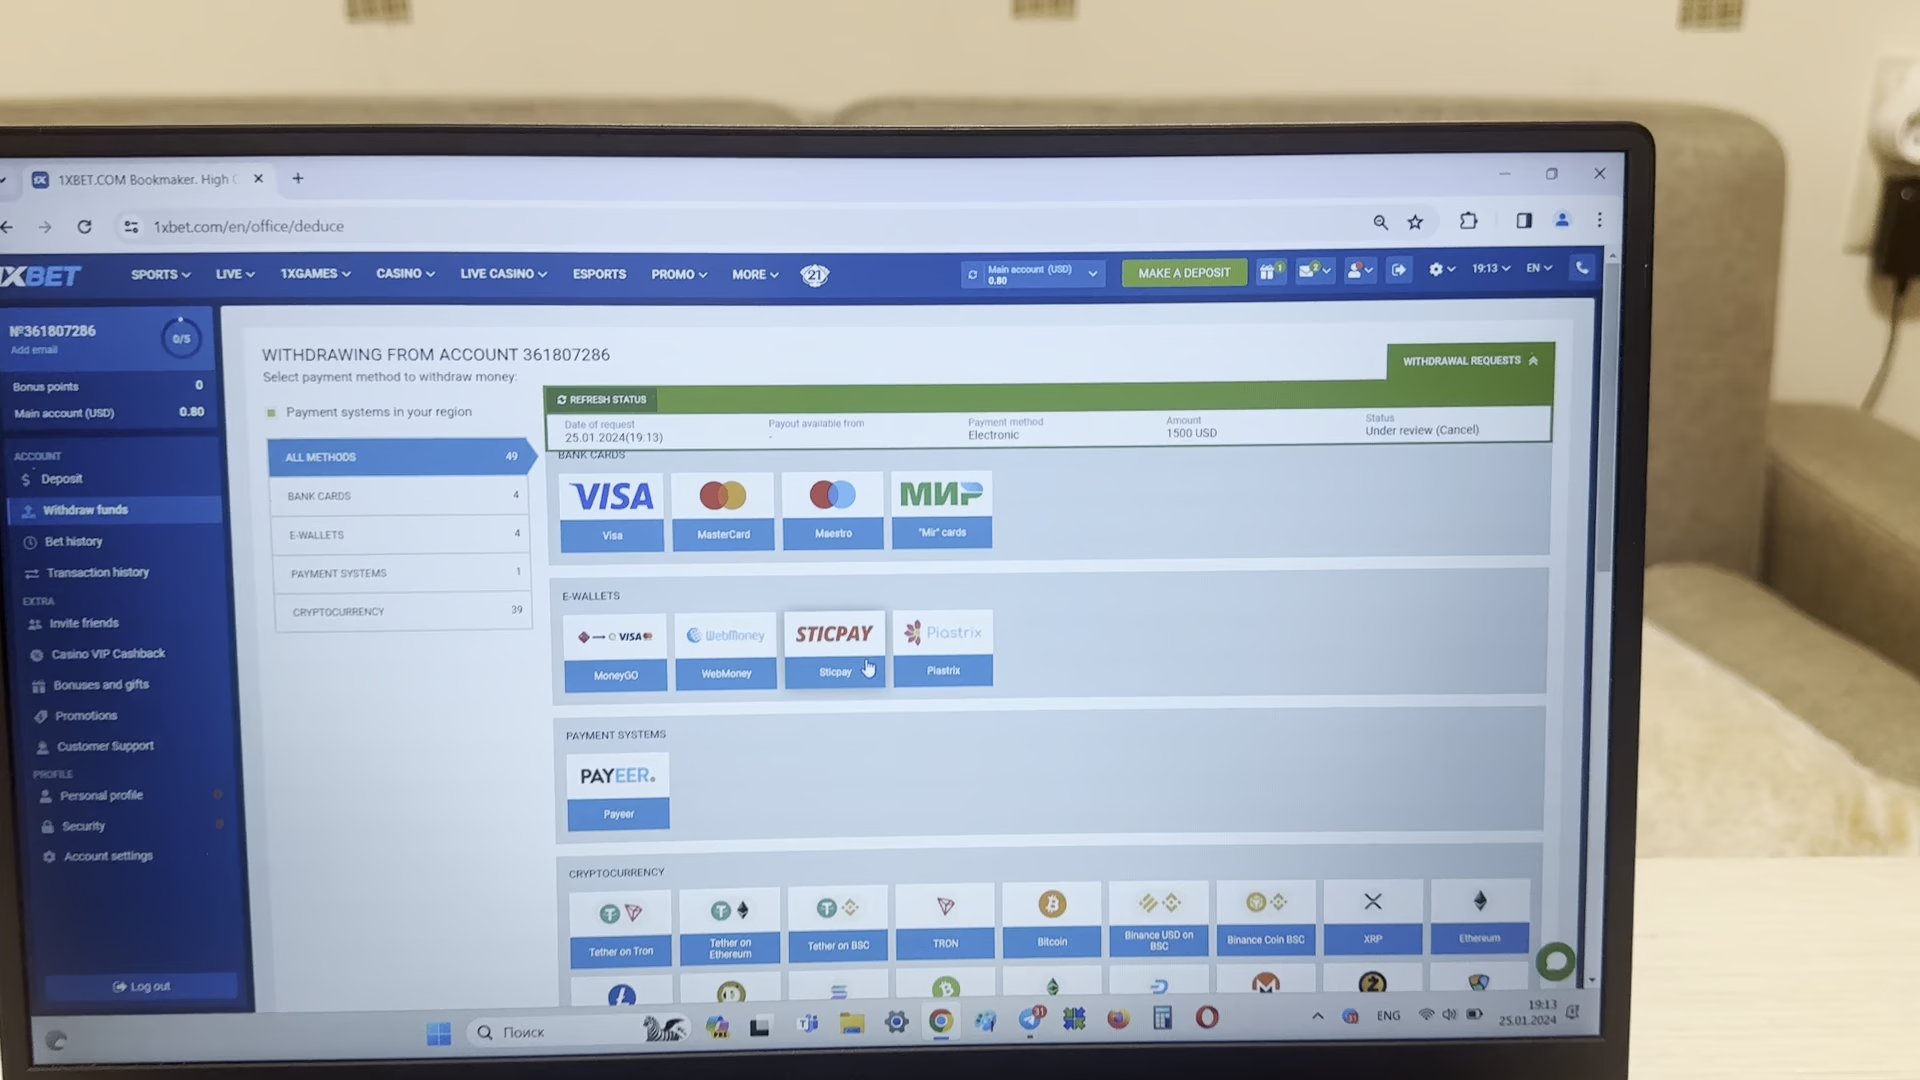 1XBET.COM Bookmaker. High
1xbet.com/en/office/deduce
1XBET
SPORTS
LIVE
1XGAMES
CASINO
LIVE CASINO
ESPORTS
PROMO
MORE
21
Main account (USD)
0.80
MAKE A DEPOSIT
1
2
19:13
EN
№361807286
Add email
0/5
Bonus points 0
Main account (USD) 0.80
ACCOUNT
Deposit
Withdraw funds
Bet history
Transaction history
EXTRA
Invite friends
Casino VIP Cashback
Bonuses and gifts
Promotions
Customer Support
PROFILE
Personal profile
Security
Account settings
Log out
WITHDRAWING FROM ACCOUNT 361807286
Select payment method to withdraw money:
Payment systems in your region
ALL METHODS 49
BANK CARDS 4
E-WALLETS 4
PAYMENT SYSTEMS 1
CRYPTOCURRENCY 39
WITHDRAWAL REQUESTS
REFRESH STATUS
Date of request Payout available from Payment method Amount Status
25.01.2024(19:13) - Electronic 1500 USD Under review (Cancel)
BANK CARDS
VISA
МИР
Visa MasterCard Maestro "Mir" cards
E-WALLETS
VISA WebMoney STICPAY Piastrix
MoneyGO WebMoney Sticpay Piastrix
PAYMENT SYSTEMS
PAYEER
Payeer
CRYPTOCURRENCY
Tether on Tron
Tether on Ethereum
Tether on BSC
TRON
Bitcoin
Binance USD on BSC
Binance Coin BSC
XRP
Ethereum
Поиск
PRE
31
ENG
19:13
25.01.2024